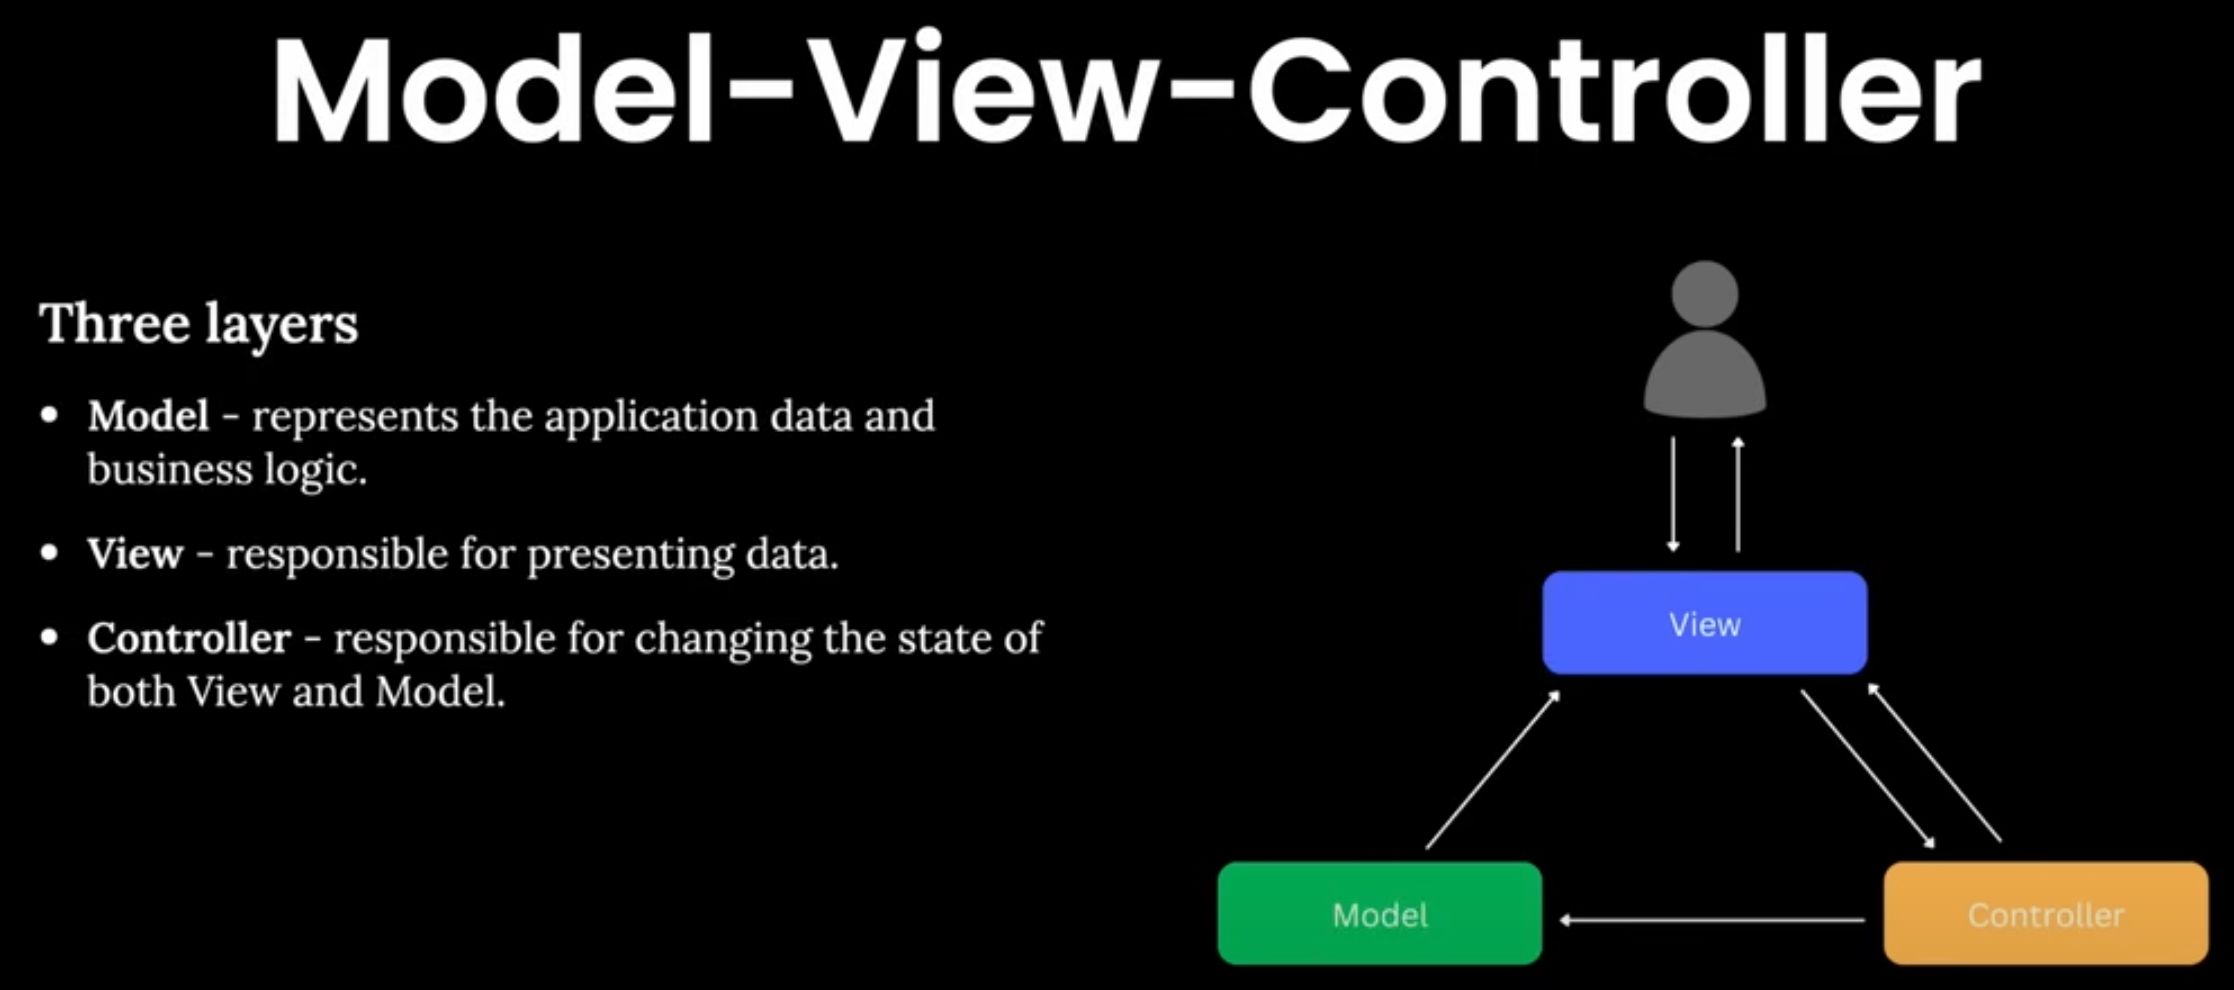 Model-View-Controller
Three layers
• Model - represents the application data and
business logic.
• View - responsible for presenting data.
• Controller - responsible for changing the state of
both View and Model.
View
Model
Controller